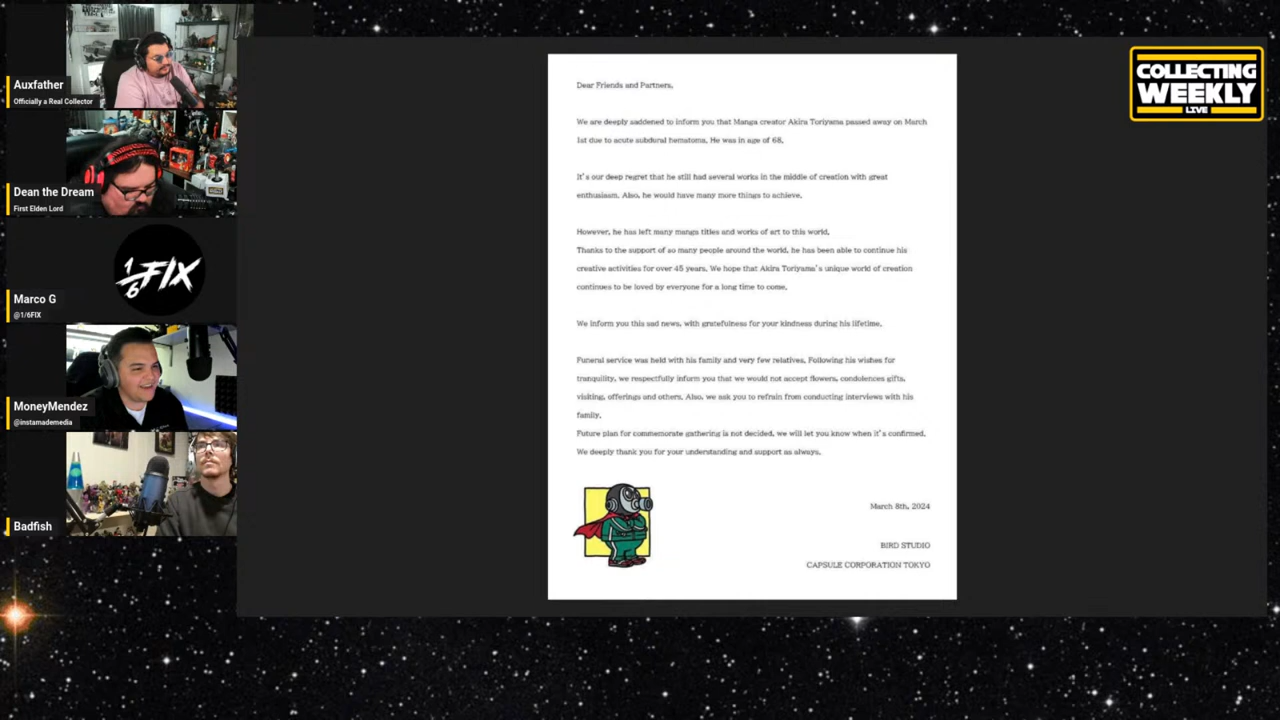 Auxfather
Officially a Real Collector
Dean the Dream
First Elden Lord
1/6 FIX
Mako G
@1/6FIX
MoneyMendez
@instamademedia
Badfish
COLLECTING
WEEKLY
LIVE
Dear Friends and Partners,
We are deeply saddened to inform you that Manga creator Akira Toriyama passed away on March
1st due to acute subdural hematoma. He was in age of 68.
It's our deep regret that he still had several works in the middle of creation with great
enthusiasm. Also, he would have many more things to achieve.
However, he has left many manga titles and works of art to this world.
Thanks to the support of so many people around the world, he has been able to continue his
creative activities for over 45 years. We hope that Akira Toriyama's unique world of creation
continues to be loved by everyone for a long time to come.
We inform you this sad news, with gratefulness for your kindness during his lifetime.
Funeral service was held with his family and very few relatives. Following his wishes for
tranquility, we respectfully inform you that we would not accept flowers, condolences gifts,
visiting, offerings and others. Also, we ask you to refrain from conducting interviews with his
family.
Future plan for commemorate gathering is not decided, we will let you know when it's confirmed.
We deeply thank you for your understanding and support as always.
March 8th, 2024
BIRD STUDIO
CAPSULE CORPORATION TOKYO